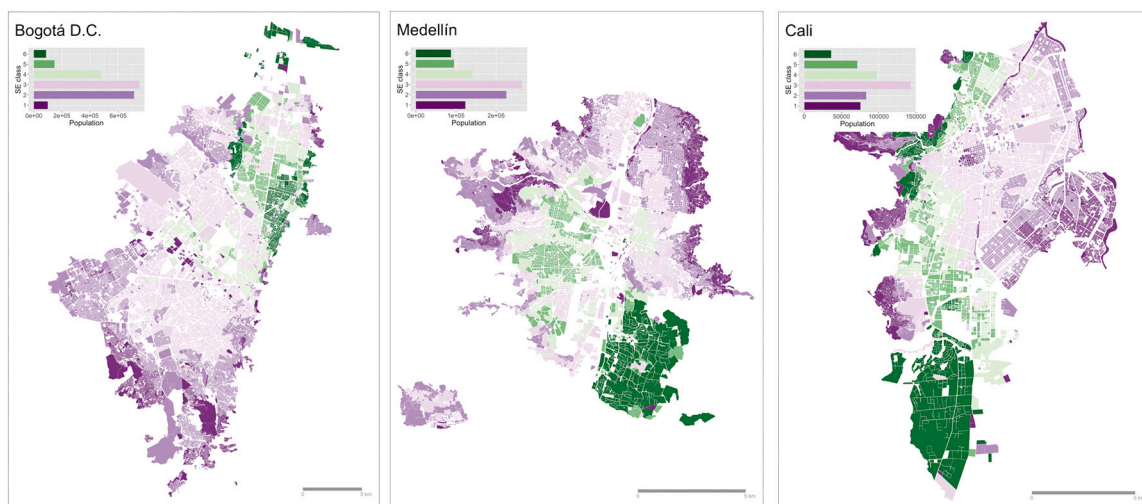 Bogotá D.C.
SE class
6
5
4
3
2
1
0e+00
2e+05
4e+05
6e+05
Population
0
5 km
Medellín
SE class
6
5
4
3
2
1
0e+00
1e+05
2e+05
Population
0
5 km
Cali
SE class
6
5
4
3
2
1
0
50000
100000
150000
Population
0